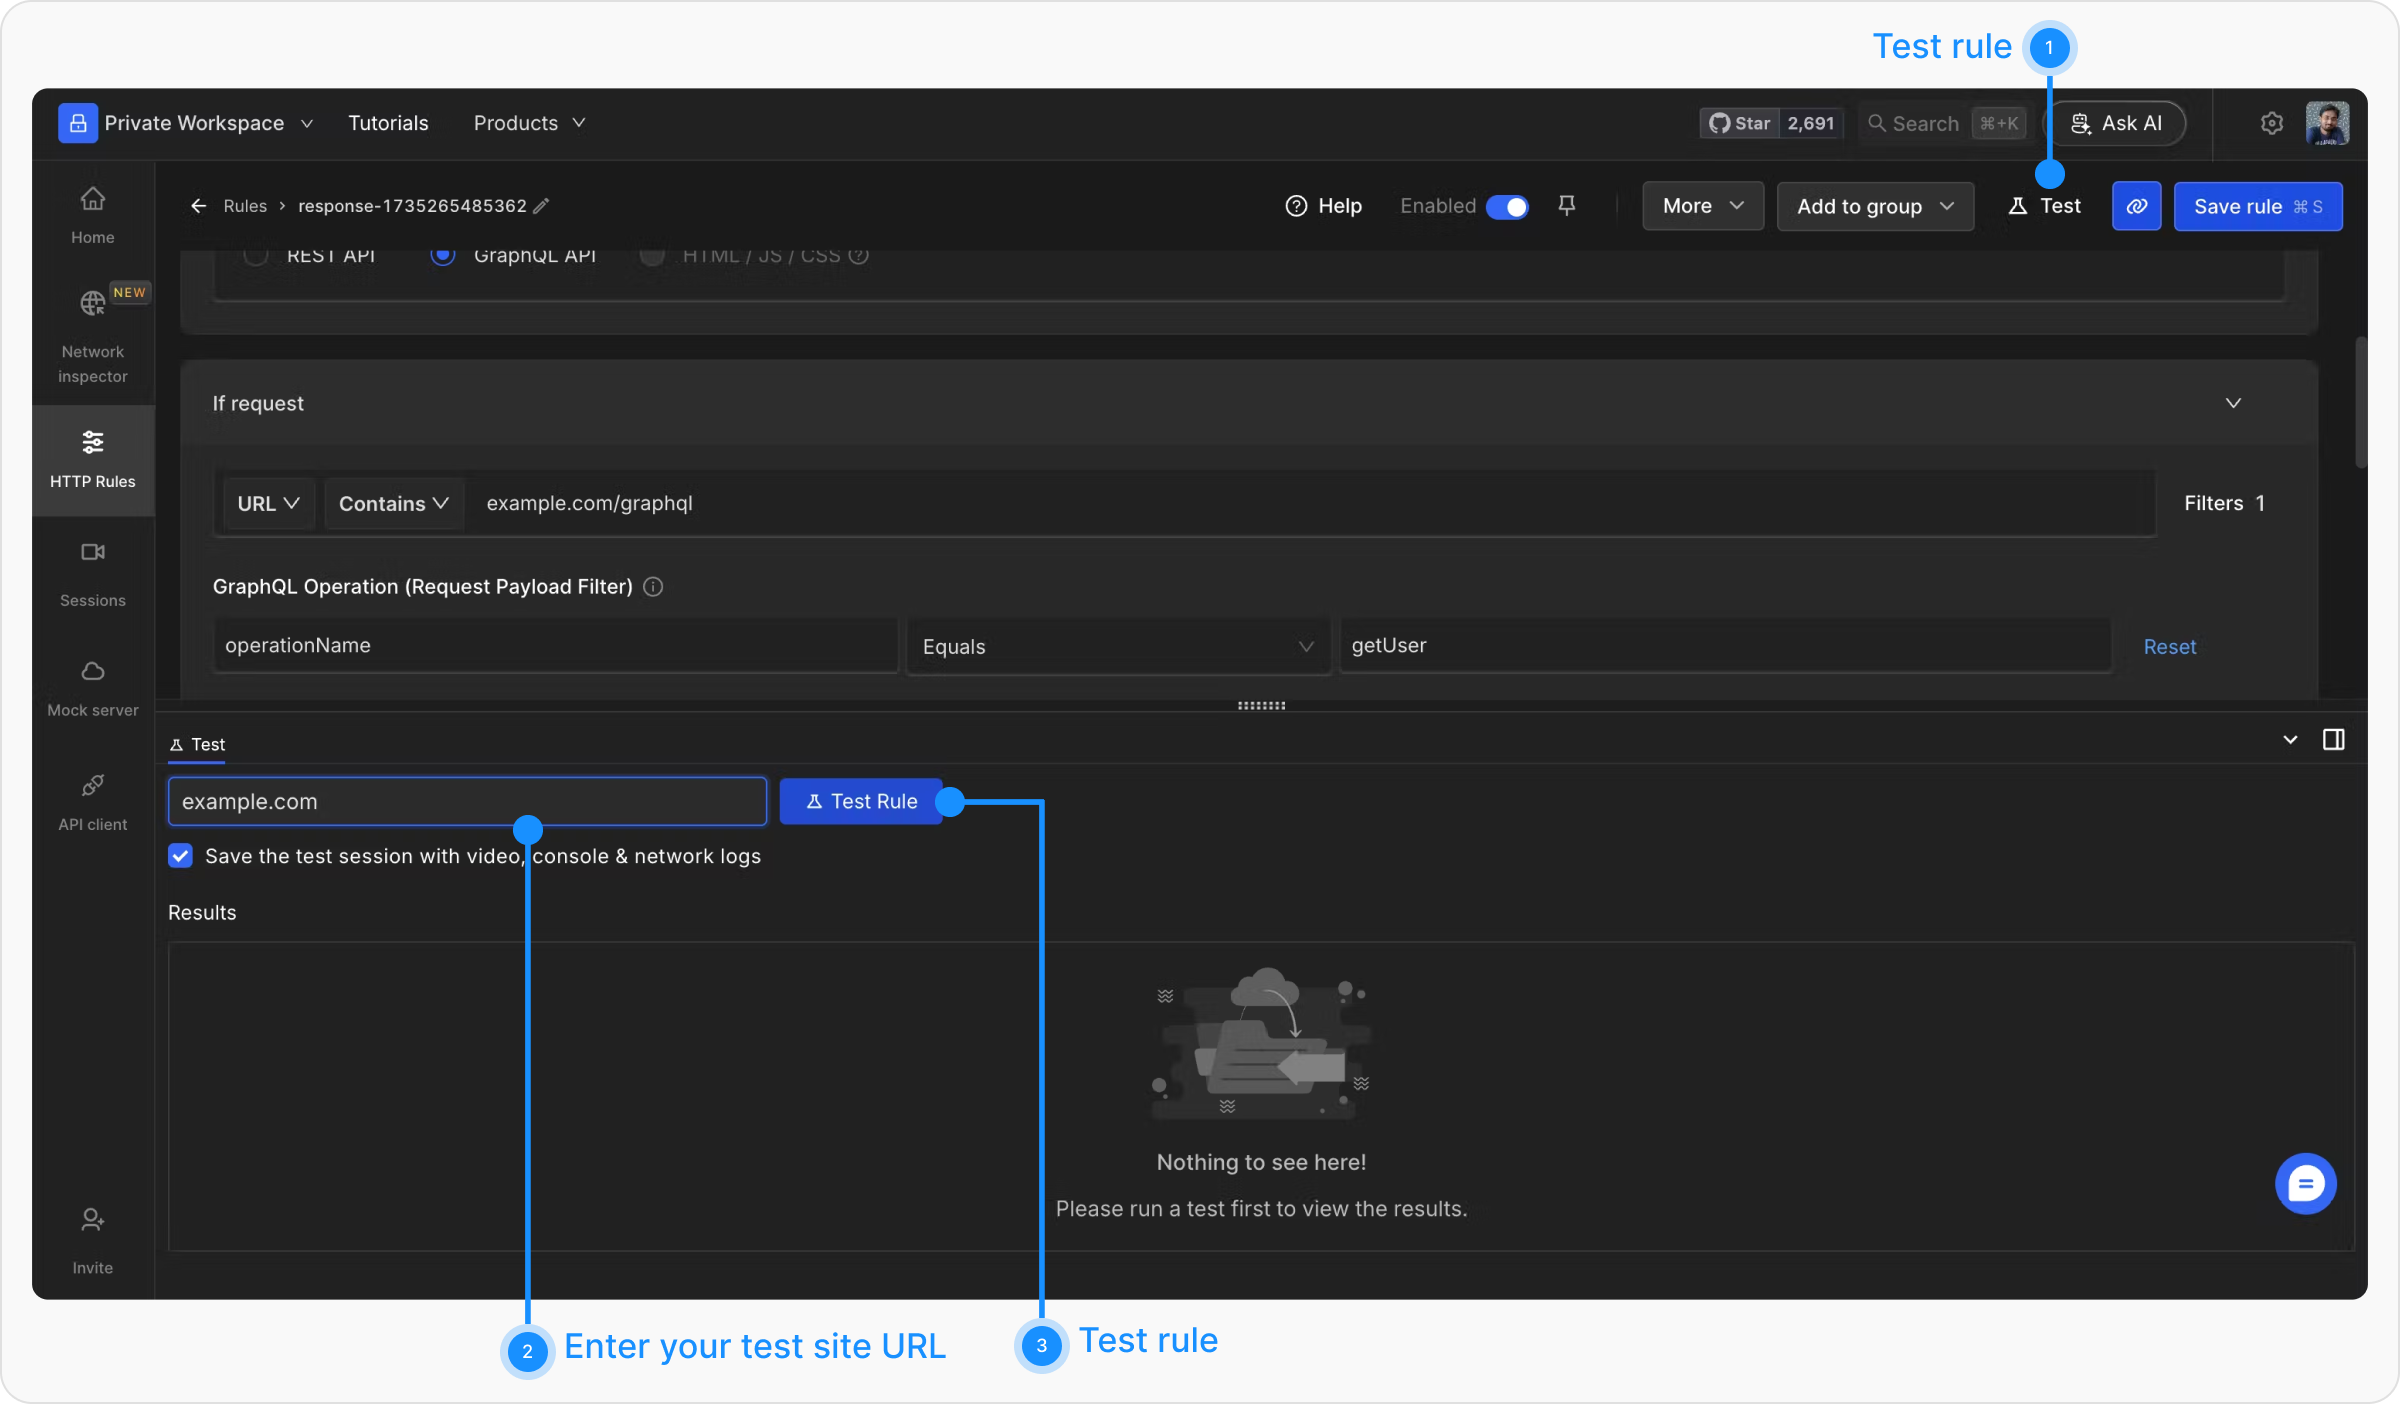 Test rule 1
Private Workspace Tutorials Products Star 2,691 Search ⌘+K Ask AI
Rules › response-1735265485362 Help Enabled More Add to group Test Save rule ⌘ S
REST API GraphQL API HTML / JS / CSS
Home
NEW
Network
inspector
HTTP Rules
Sessions
Mock server
API client
Invite
If request
URL Contains example.com/graphql Filters 1
GraphQL Operation (Request Payload Filter)
operationName Equals getUser Reset
Test
example.com Test Rule
Save the test session with video, console & network logs
Results
Nothing to see here!
Please run a test first to view the results.
2 Enter your test site URL
3 Test rule